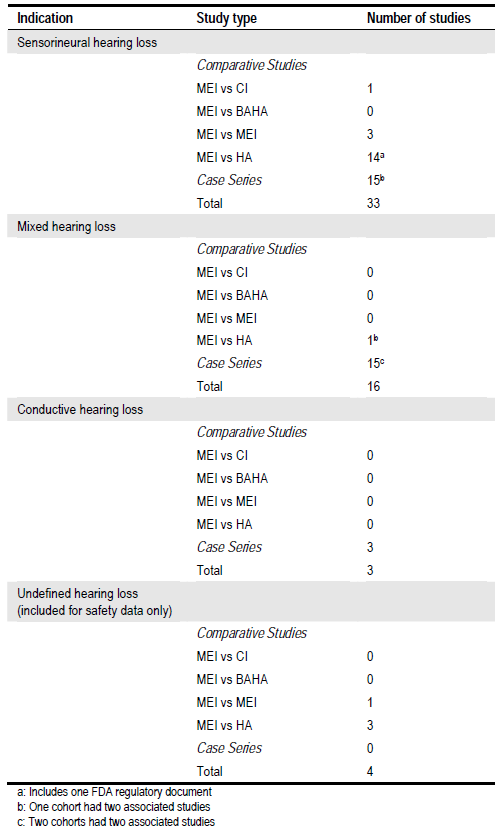 Indication Study type Number of studies
Sensorineural hearing loss
Comparative Studies
MEI vs CI 1
MEI vs BAHA 0
MEI vs MEI 3
MEI vs HA 14a
Case Series 15b
Total 33
Mixed hearing loss
Comparative Studies
MEI vs CI 0
MEI vs BAHA 0
MEI vs MEI 0
MEI vs HA 1b
Case Series 15c
Total 16
Conductive hearing loss
Comparative Studies
MEI vs CI 0
MEI vs BAHA 0
MEI vs MEI 0
MEI vs HA 0
Case Series 3
Total 3
Undefined hearing loss
(included for safety data only)
Comparative Studies
MEI vs CI 0
MEI vs BAHA 0
MEI vs MEI 1
MEI vs HA 3
Case Series 0
Total 4
a: Includes one FDA regulatory document
b: One cohort had two associated studies
c: Two cohorts had two associated studies